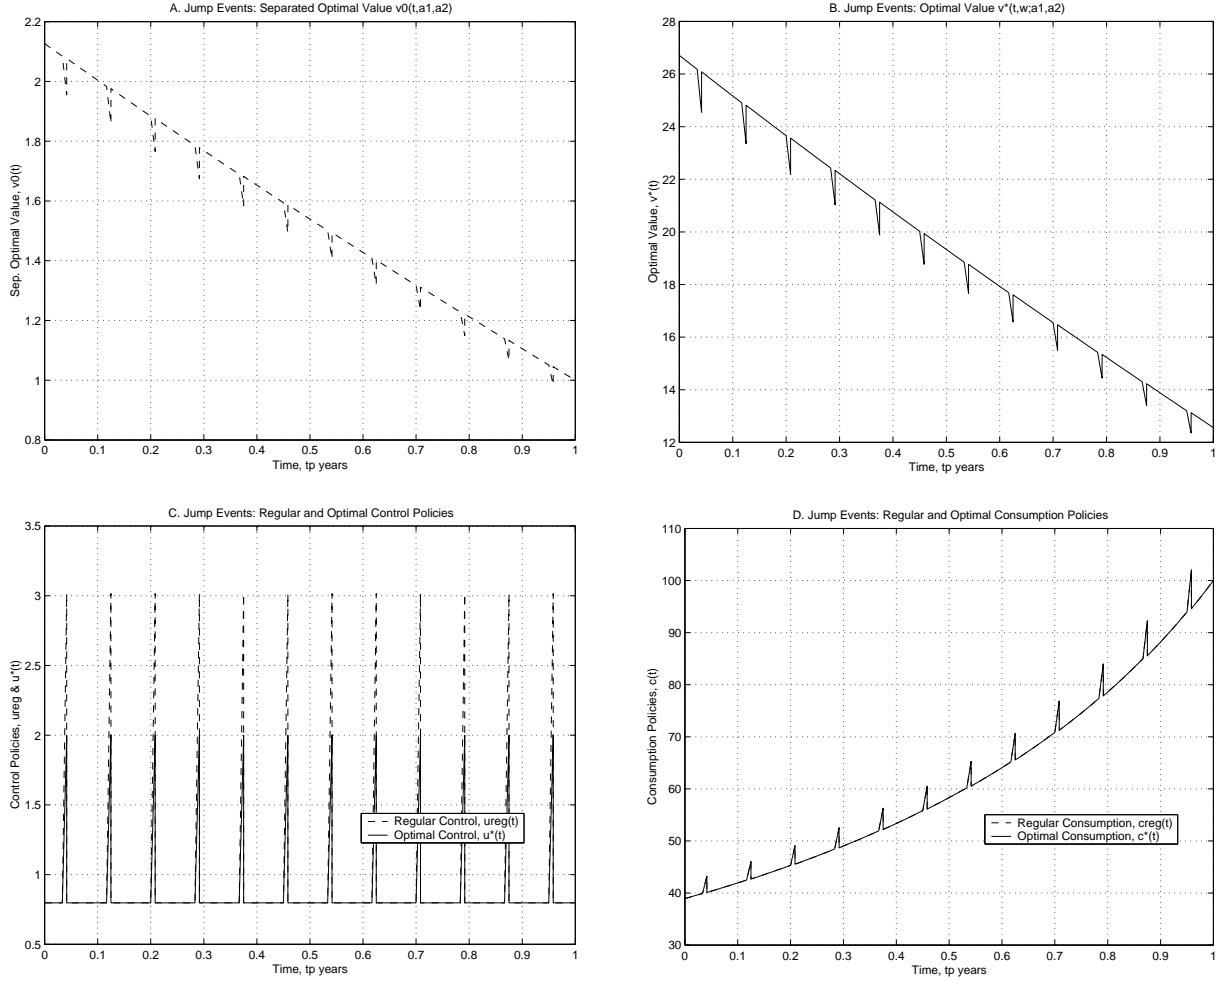 A. Jump Events: Separated Optimal Value v0(t,a1,a2)
2.2
2
1.8
1.6
1.4
1.2
1
0.8
Sep. Optimal Value, v0(t)
0 0.1 0.2 0.3 0.4 0.5 0.6 0.7 0.8 0.9 1
Time, tp years
B. Jump Events: Optimal Value v*(t,w;a1,a2)
28
26
24
22
20
18
16
14
12
Optimal Value, v*(t)
0 0.1 0.2 0.3 0.4 0.5 0.6 0.7 0.8 0.9 1
Time, tp years
C. Jump Events: Regular and Optimal Control Policies
3.5
3
2.5
2
1.5
1
0.5
Control Policies, ureg & u*(t)
Regular Control, ureg(t)
Optimal Control, u*(t)
0 0.1 0.2 0.3 0.4 0.5 0.6 0.7 0.8 0.9 1
Time, tp years
D. Jump Events: Regular and Optimal Consumption Policies
110
100
90
80
70
60
50
40
30
Consumption Policies, c(t)
Regular Consumption, creg(t)
Optimal Consumption, c*(t)
0 0.1 0.2 0.3 0.4 0.5 0.6 0.7 0.8 0.9 1
Time, tp years